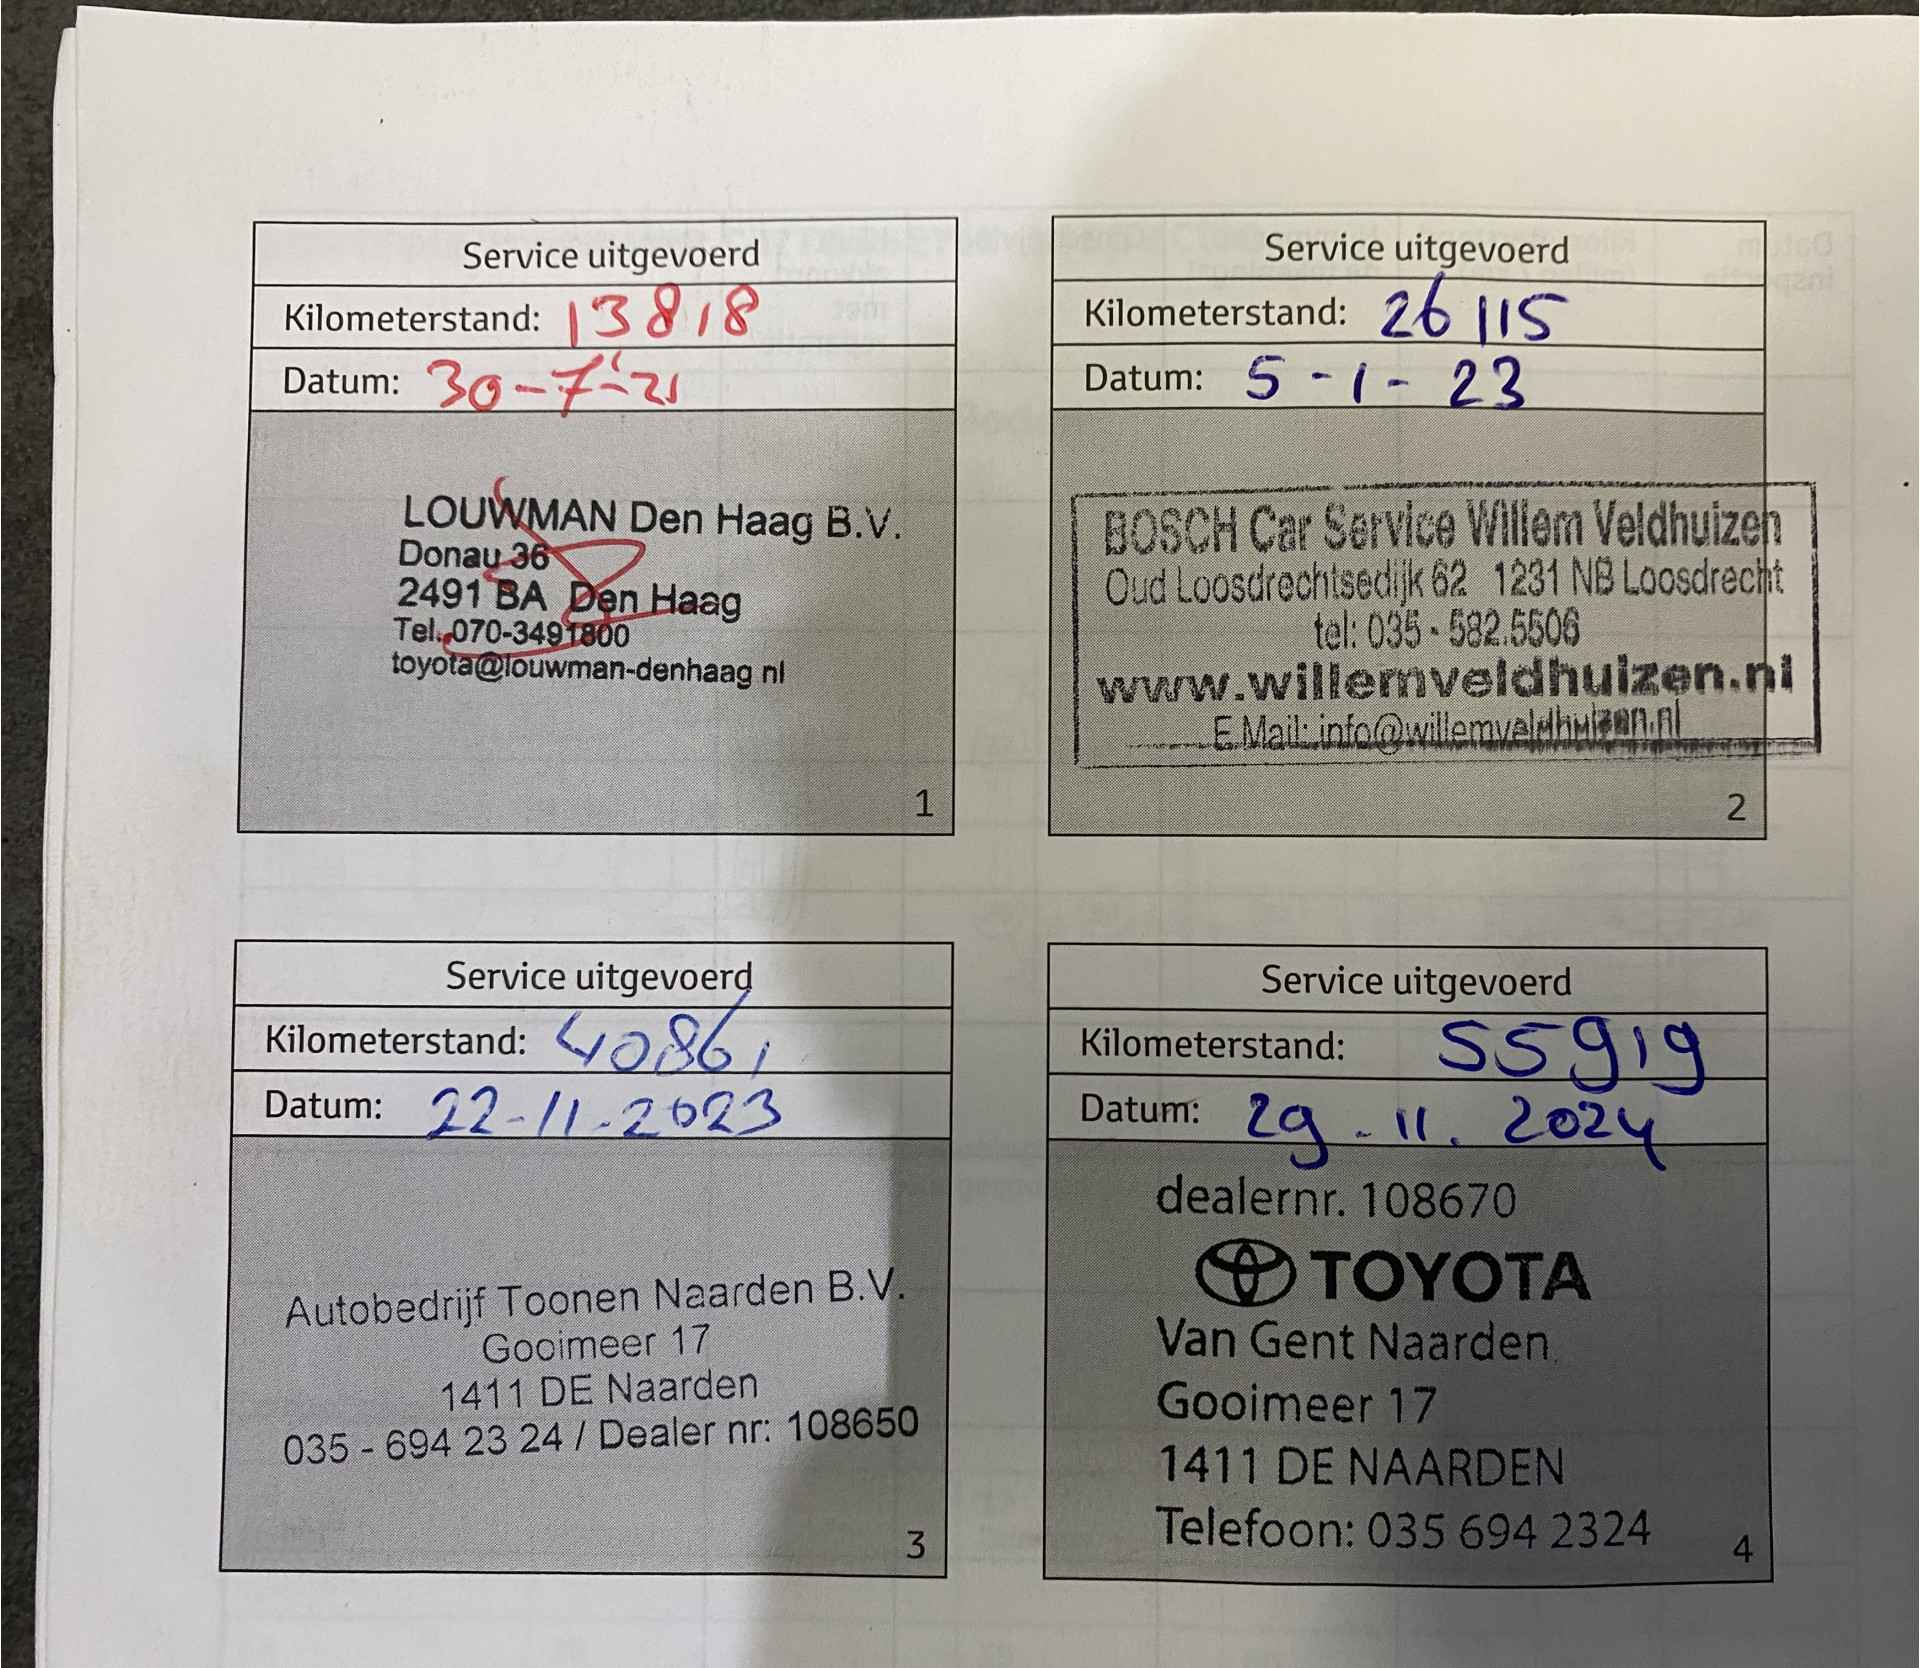 Service uitgevoerd
Kilometerstand: 13818
Datum: 30-7-'21
LOUWMAN Den Haag B.V.
Donau 36
2491 BA Den Haag
Tel. 070-3491800
toyota@louwman-denhaag nl
1
Service uitgevoerd
Kilometerstand: 26115
Datum: 5-1-23
BOSCH Car Service Willem Veldhuizen
Oud Loosdrechtsedijk 62 1231 NB Loosdrecht
tel: 035 - 582.5506
www.willemveldhuizen.nl
E.Mail: info@willemveldhuizen.nl
2
Service uitgevoerd
Kilometerstand: 40861
Datum: 22-11-2023
Autobedrijf Toonen Naarden B.V.
Gooimeer 17
1411 DE Naarden
035 - 694 23 24 / Dealer nr: 108650
3
Service uitgevoerd
Kilometerstand: 55919
Datum: 29-11.2024
dealernr. 108670
TOYOTA
Van Gent Naarden
Gooimeer 17
1411 DE NAARDEN
Telefoon: 035 694 2324
4